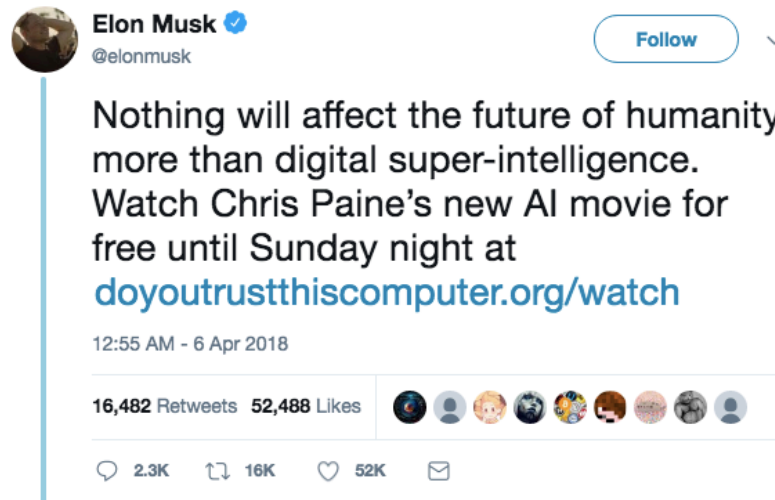 Elon Musk
@elonmusk
Follow
Nothing will affect the future of humanity
more than digital super-intelligence.
Watch Chris Paine’s new AI movie for
free until Sunday night at
doyoutrustthiscomputer.org/watch
12:55 AM - 6 Apr 2018
16,482 Retweets 52,488 Likes
2.3K 16K 52K